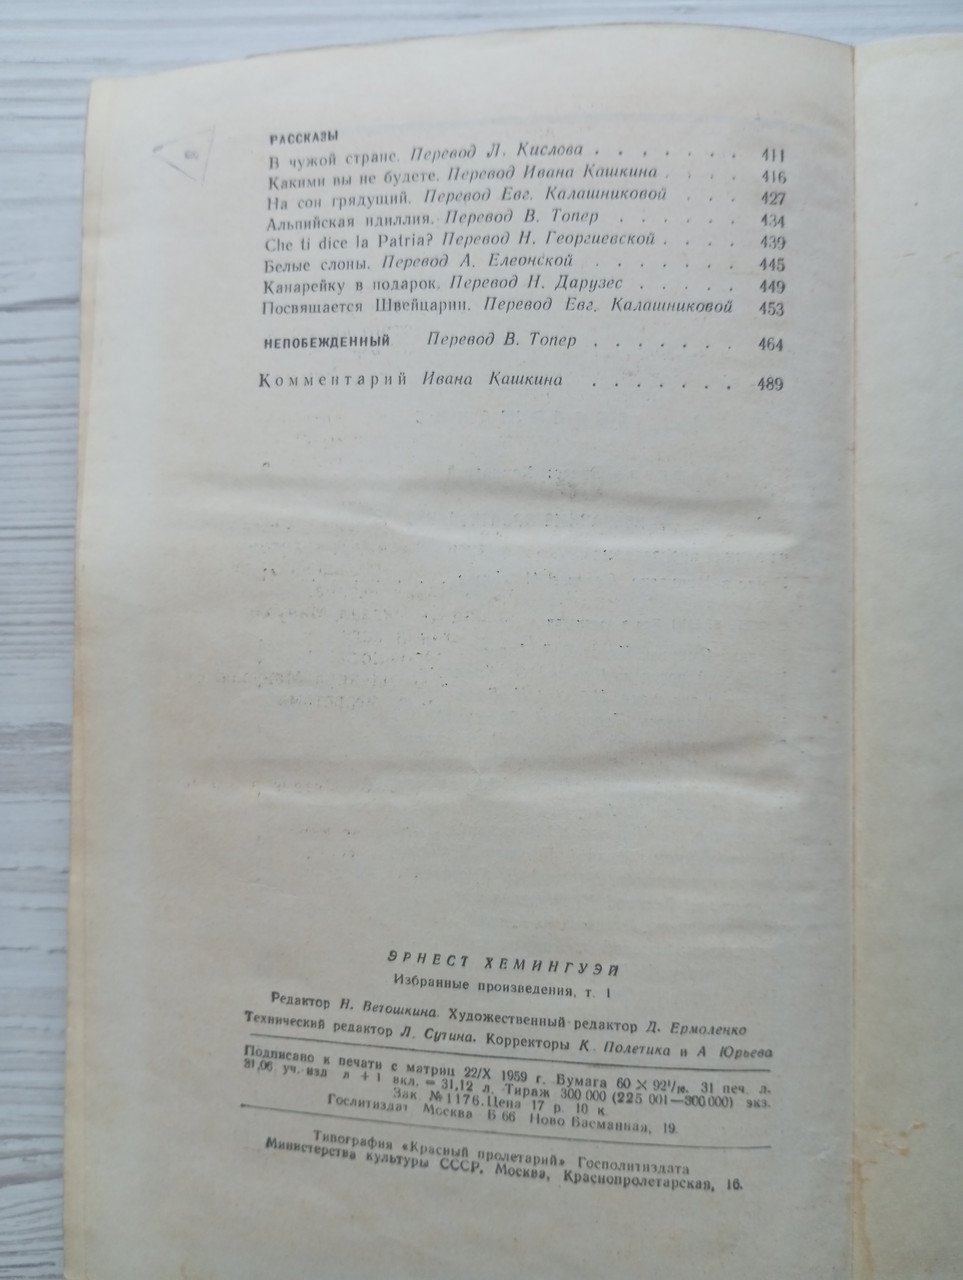 РАССКАЗЫ
В чужой стране. Перевод Л. Кислова . . . . . . . 411
Какими вы не будете. Перевод Ивана Кашкина . . . . 416
На сон грядущий. Перевод Евг. Калашниковой . . . 427
Альпийская идиллия. Перевод В. Топер . . . . . . 434
Che ti dice la Patria? Перевод Н. Георгиевской . . . . 439
Белые слоны. Перевод А. Елеонской . . . . . . . 445
Канарейку в подарок. Перевод Н. Дарузес . . . . . 449
Посвящается Швейцарии. Перевод Евг. Калашниковой 453
НЕПОБЕЖДЕННЫЙ Перевод В. Топер . . . . . . . 464
Комментарий Ивана Кашкина . . . . . . . 489
ЭРНЕСТ ХЕМИНГУЭЙ
Избранные произведения, т. 1
Редактор Н. Ветошкина. Художественный редактор Д. Ермоленко
Технический редактор Л. Сутина. Корректоры К. Полетика и А Юрьева
Подписано к печати с матриц 22/X 1959 г. Бумага 60 × 92¹/₁₆. 31 печ. л.
31,06 уч. изд л + 1 вкл. = 31,12 л. Тираж 300 000 (225 001—300 000) экз.
Зак. № 1176. Цена 17 р. 10 к.
Гослитиздат Москва Б 66 Ново Басманная, 19
Типография «Красный пролетарий» Госполитиздата
Министерства культуры СССР. Москва, Краснопролетарская, 16.